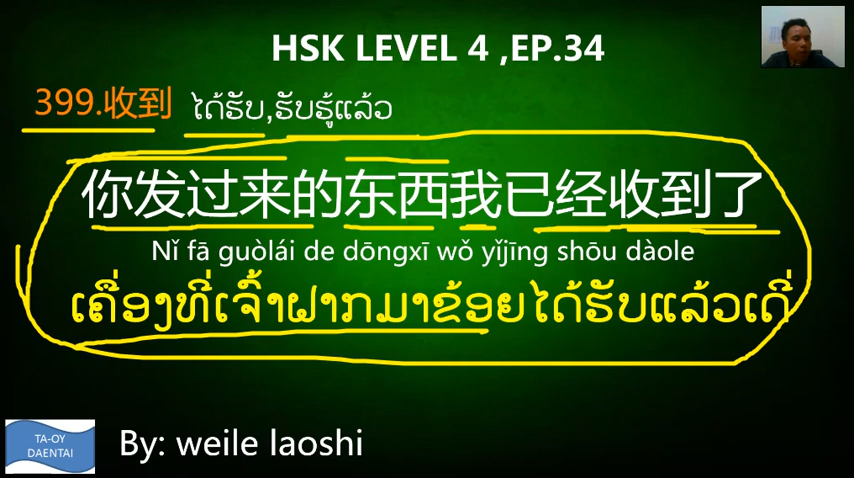 HSK LEVEL 4 ,EP.34
399.收到 ໄດ້ຮັບ,ຮັບຮູ້ແລ້ວ
你发过来的东西我已经收到了
Nǐ fā guòlái de dōngxī wǒ yǐjīng shōu dàole
ເຄື່ອງທີ່ເຈົ້າຝາກມາຂ້ອຍໄດ້ຮັບແລ້ວເດີ່
TA-OY
DAENTAI
By: weile laoshi